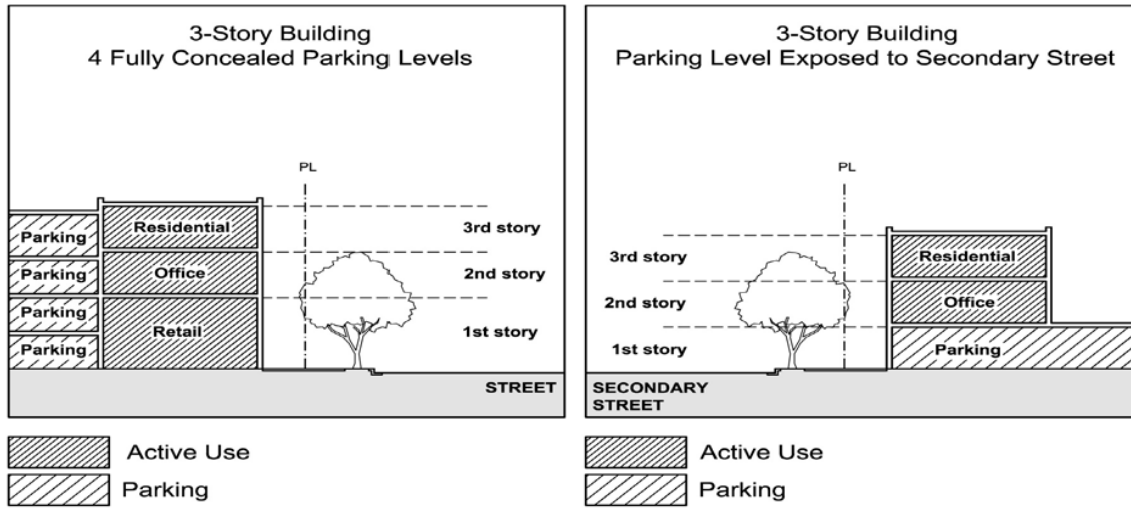 3-Story Building
4 Fully Concealed Parking Levels
PL
Residential
3rd story
Parking
Office
2nd story
Parking
Parking
Retail
1st story
Parking
STREET
Active Use
Parking
3-Story Building
Parking Level Exposed to Secondary Street
PL
3rd story
Residential
2nd story
Office
1st story
Parking
SECONDARY
STREET
Active Use
Parking